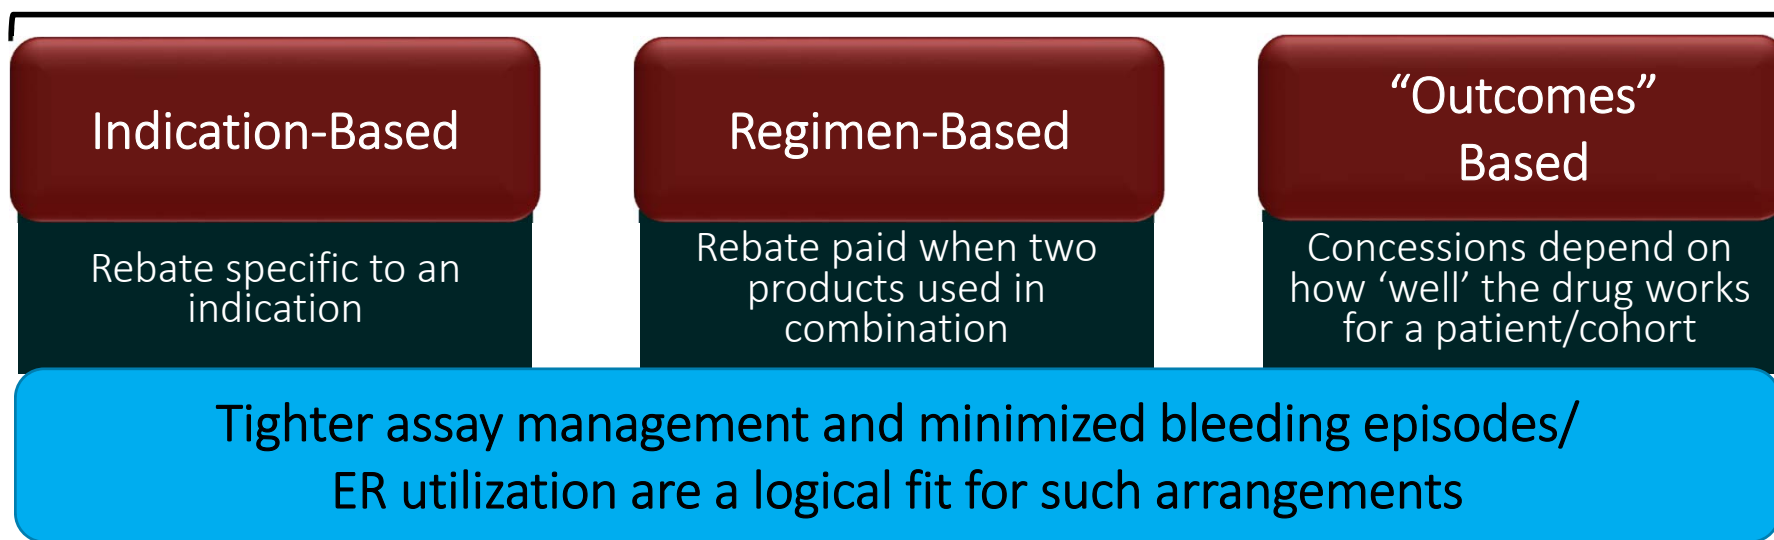 Indication-Based
Rebate specific to an
indication
Regimen-Based
Rebate paid when two
products used in
combination
“Outcomes”
Based
Concessions depend on
how ‘well’ the drug works
for a patient/cohort
Tighter assay management and minimized bleeding episodes/
ER utilization are a logical fit for such arrangements